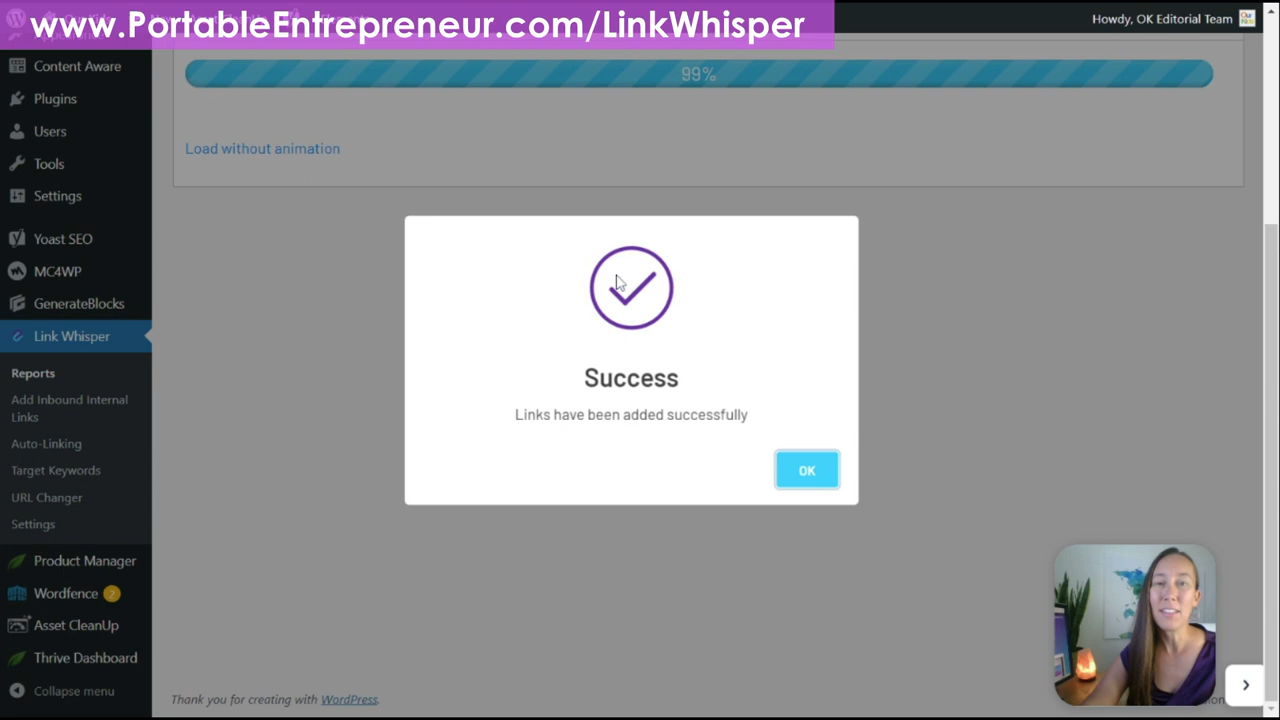 www.PortableEntrepreneur.com/LinkWhisper
Howdy, OK Editorial Team
Content Aware
Plugins
Users
Tools
Settings
Yoast SEO
MC4WP
GenerateBlocks
Link Whisper
Reports
Add Inbound Internal
Links
Auto-Linking
Target Keywords
URL Changer
Settings
Product Manager
Wordfence 2
Asset CleanUp
Thrive Dashboard
Collapse menu
99%
Load without animation
Success
Links have been added successfully
OK
Thank you for creating with WordPress.